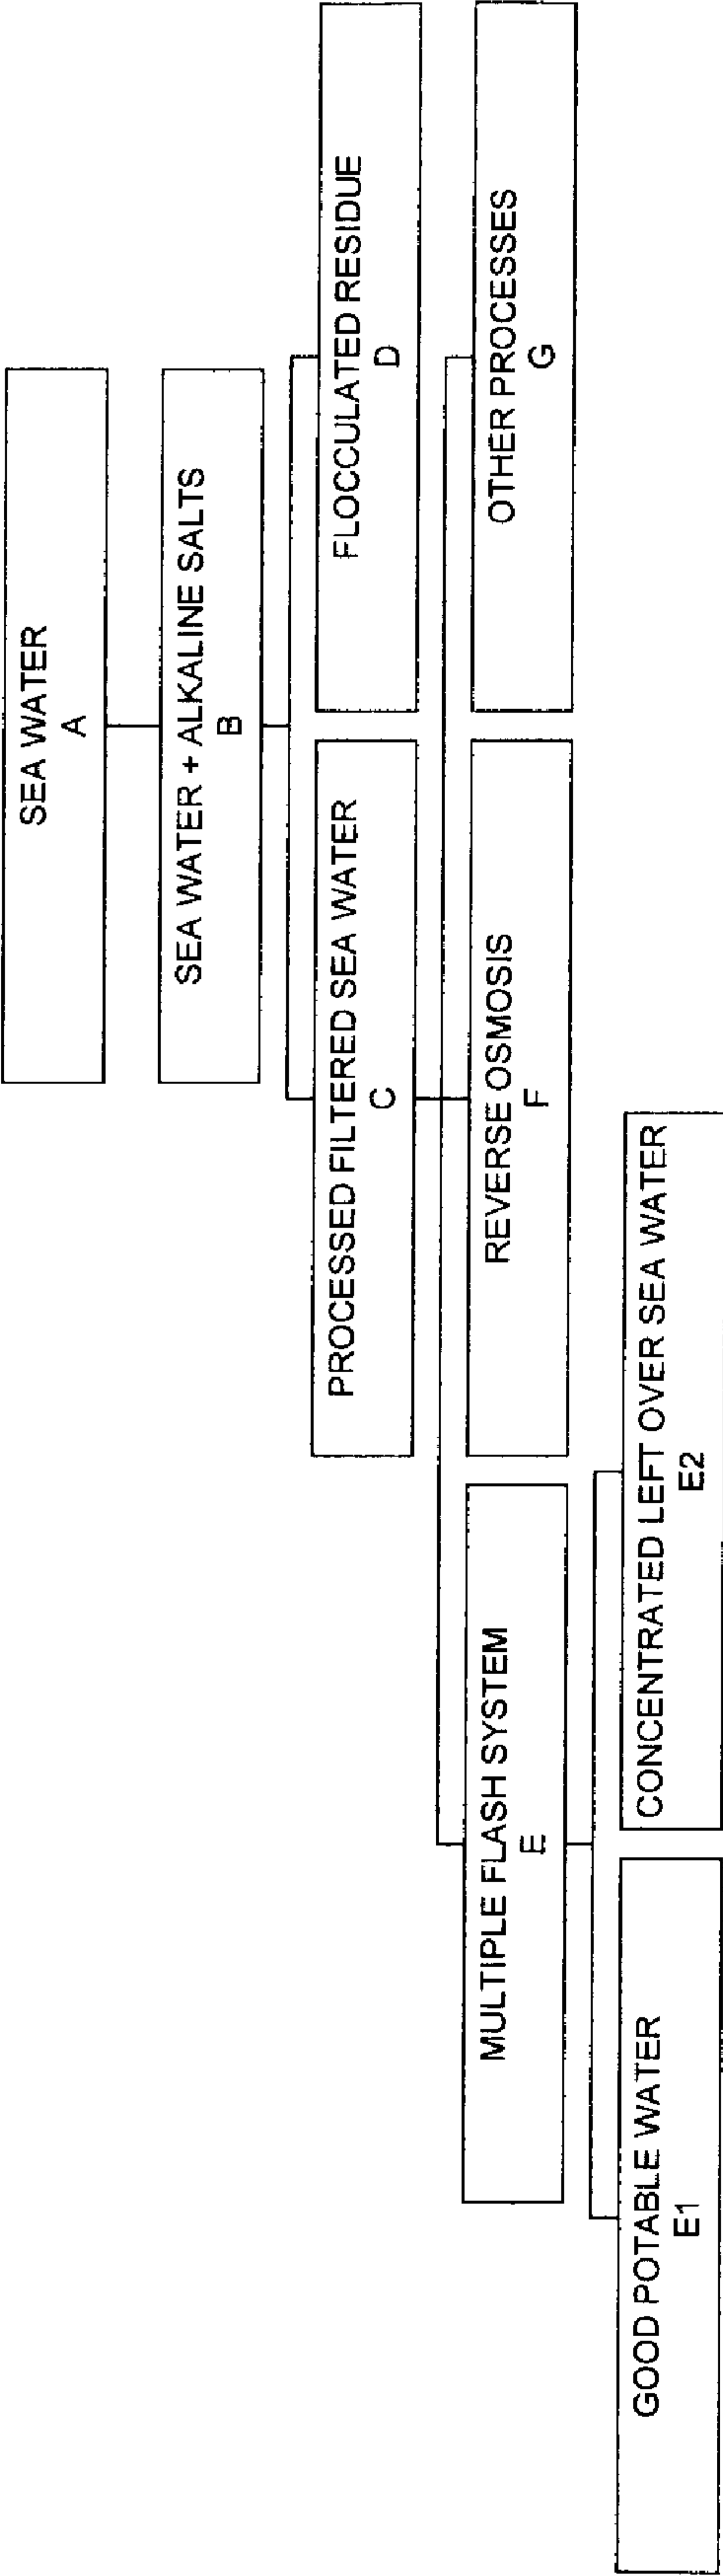 SEA WATER
A
SEA WATER + ALKALINE SALTS
B
PROCESSED FILTERED SEA WATER
C
FLOCCULATED RESIDUE
D
MULTIPLE FLASH SYSTEM
E
REVERSE OSMOSIS
F
OTHER PROCESSES
G
GOOD POTABLE WATER
E1
CONCENTRATED LEFT OVER SEA WATER
E2